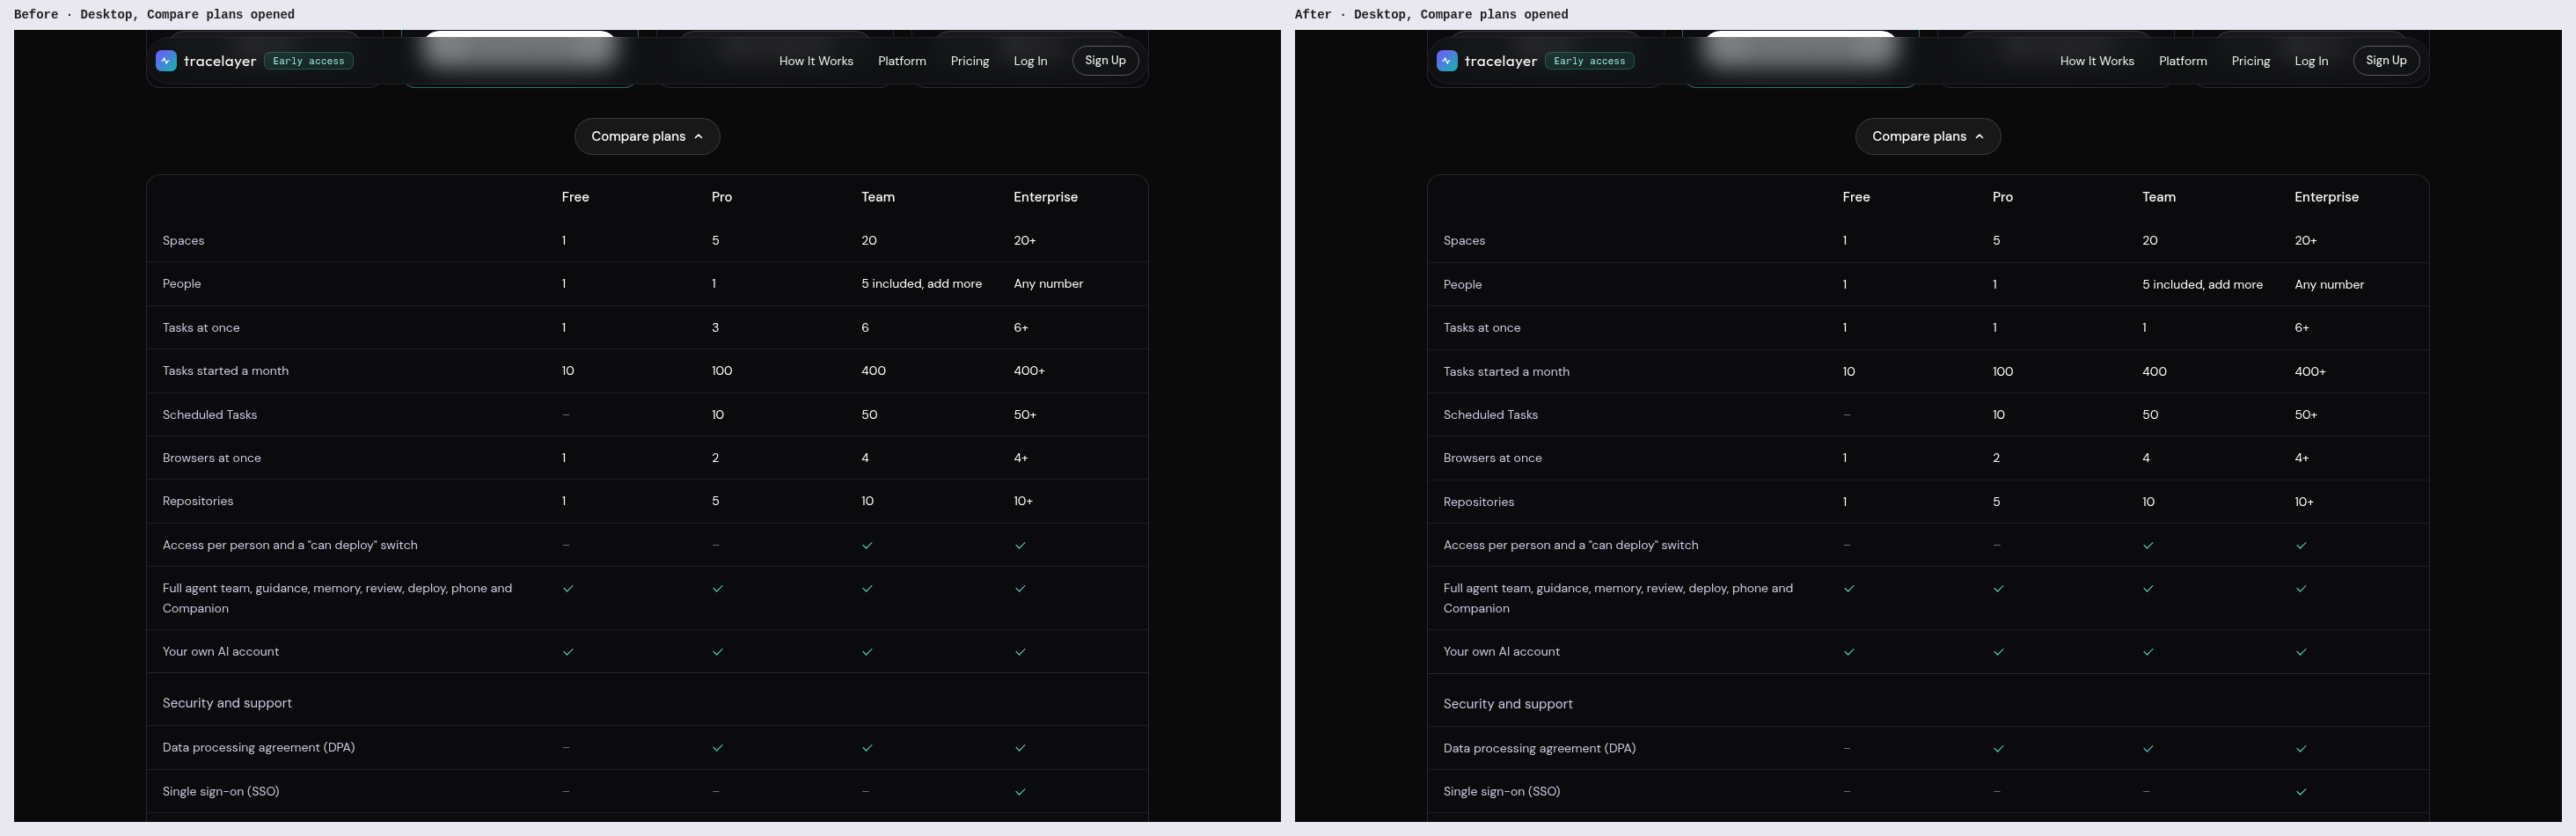 Before · Desktop, Compare plans opened
tracelayer Early access How It Works Platform Pricing Log In Sign Up
Compare plans
Free Pro Team Enterprise
Spaces 1 5 20 20+
People 1 1 5 included, add more Any number
Tasks at once 1 3 6 6+
Tasks started a month 10 100 400 400+
Scheduled Tasks – 10 50 50+
Browsers at once 1 2 4 4+
Repositories 1 5 10 10+
Access per person and a "can deploy" switch – – ✓ ✓
Full agent team, guidance, memory, review, deploy, phone and ✓ ✓ ✓ ✓
Companion
Your own AI account ✓ ✓ ✓ ✓
Security and support
Data processing agreement (DPA) – ✓ ✓ ✓
Single sign-on (SSO) – – – ✓
After · Desktop, Compare plans opened
tracelayer Early access How It Works Platform Pricing Log In Sign Up
Compare plans
Free Pro Team Enterprise
Spaces 1 5 20 20+
People 1 1 5 included, add more Any number
Tasks at once 1 1 1 6+
Tasks started a month 10 100 400 400+
Scheduled Tasks – 10 50 50+
Browsers at once 1 2 4 4+
Repositories 1 5 10 10+
Access per person and a "can deploy" switch – – ✓ ✓
Full agent team, guidance, memory, review, deploy, phone and ✓ ✓ ✓ ✓
Companion
Your own AI account ✓ ✓ ✓ ✓
Security and support
Data processing agreement (DPA) – ✓ ✓ ✓
Single sign-on (SSO) – – – ✓